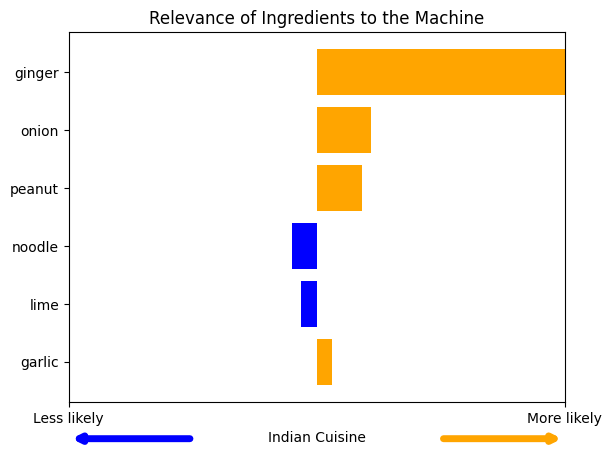 Relevance of Ingredients to the Machine
ginger
onion
peanut
noodle
lime
garlic
Less likely
More likely
Indian Cuisine